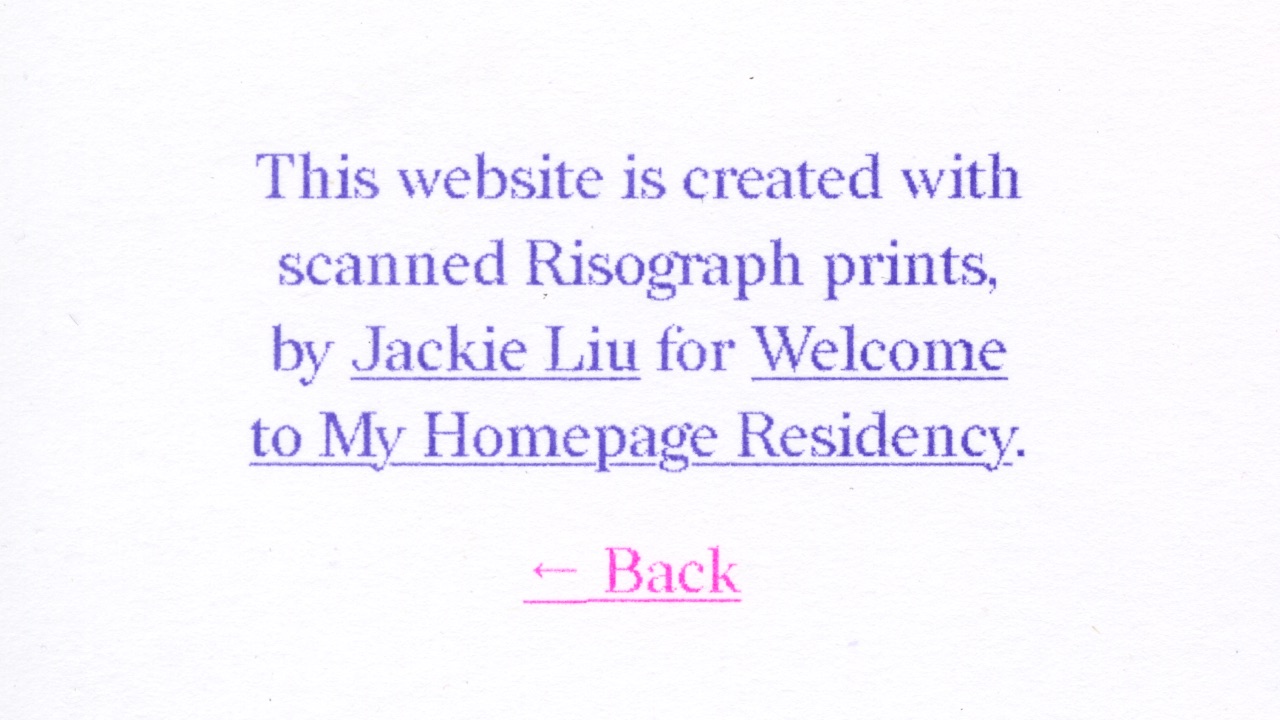 This website is created with
scanned Risograph prints,
by Jackie Liu for Welcome
to My Homepage Residency.
← Back